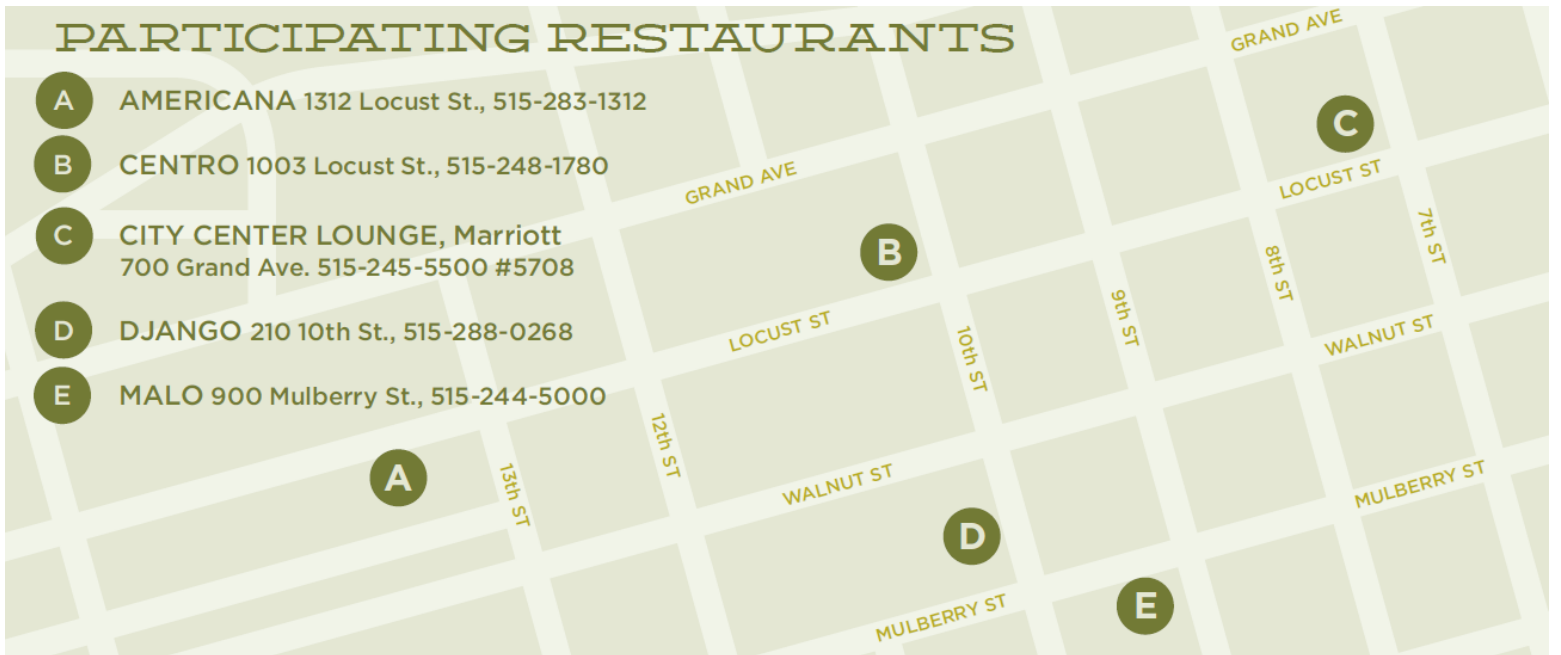 PARTICIPATING RESTAURANTS
A AMERICANA 1312 Locust St., 515-283-1312
B CENTRO 1003 Locust St., 515-248-1780
C CITY CENTER LOUNGE, Marriott
700 Grand Ave. 515-245-5500 #5708
D DJANGO 210 10th St., 515-288-0268
E MALO 900 Mulberry St., 515-244-5000
GRAND AVE
C
LOCUST ST
GRAND AVE
B
7th ST
8th ST
9th ST
LOCUST ST
10th ST
WALNUT ST
12th ST
A
13th ST
WALNUT ST
MULBERRY ST
D
E
MULBERRY ST